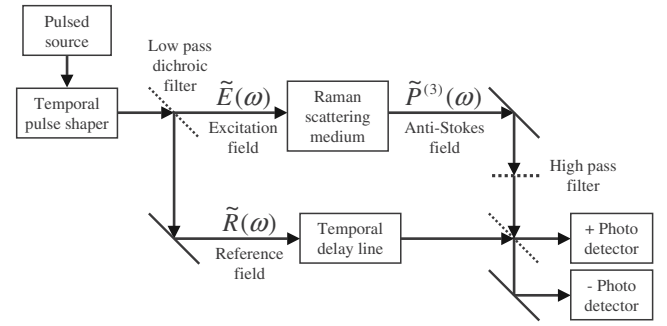 Pulsed
source
Temporal
pulse shaper
Low pass
dichroic
filter
Ẽ(ω)
Excitation
field
Raman
scattering
medium
P̃⁽³⁾(ω)
Anti-Stokes
field
High pass
filter
R̃(ω)
Reference
field
Temporal
delay line
+ Photo
detector
- Photo
detector